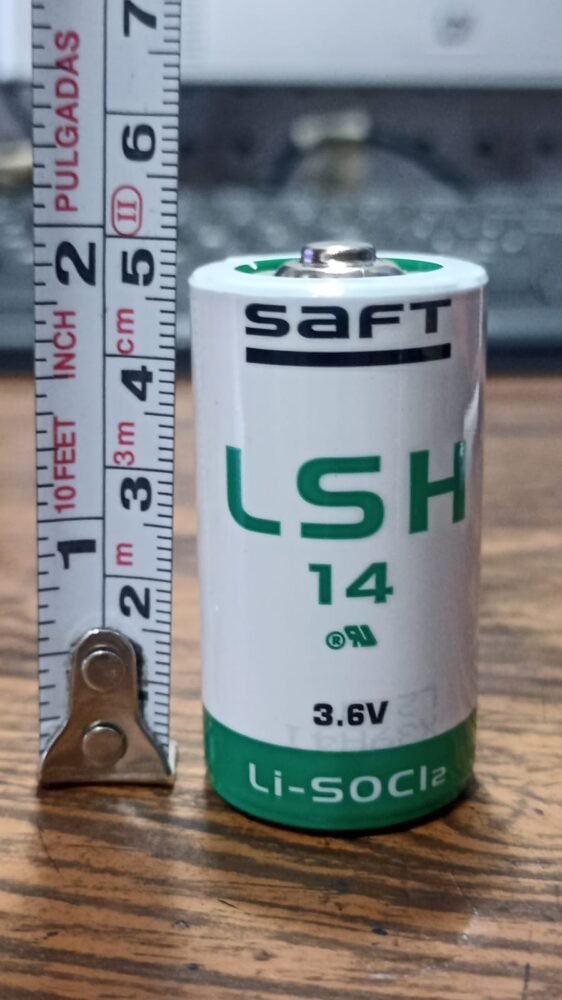 SAFT
LSH
14
3.6V
Li-SOCl2
PULGADAS
INCH
10FEET
2
1
7
6
II
5
cm
4
3m
3
m
2